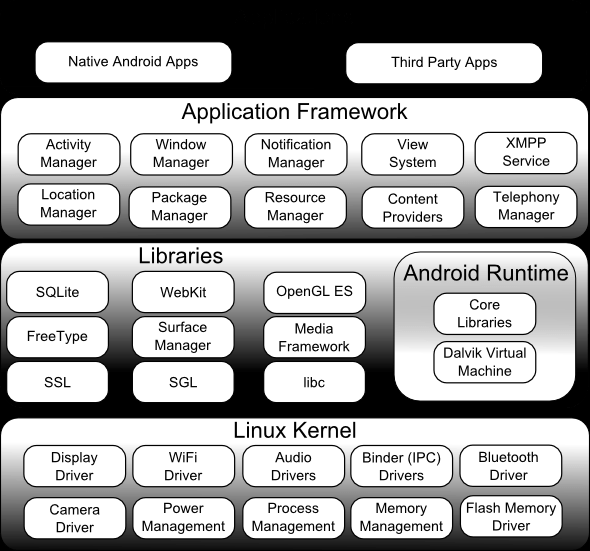 Native Android Apps
Third Party Apps
Application Framework
Activity
Manager
Window
Manager
Notification
Manager
View
System
XMPP
Service
Location
Manager
Package
Manager
Resource
Manager
Content
Providers
Telephony
Manager
Libraries
SQLite
WebKit
OpenGL ES
FreeType
Surface
Manager
Media
Framework
SSL
SGL
libc
Android Runtime
Core
Libraries
Dalvik Virtual
Machine
Linux Kernel
Display
Driver
WiFi
Driver
Audio
Drivers
Binder (IPC)
Drivers
Bluetooth
Driver
Camera
Driver
Power
Management
Process
Management
Memory
Management
Flash Memory
Driver